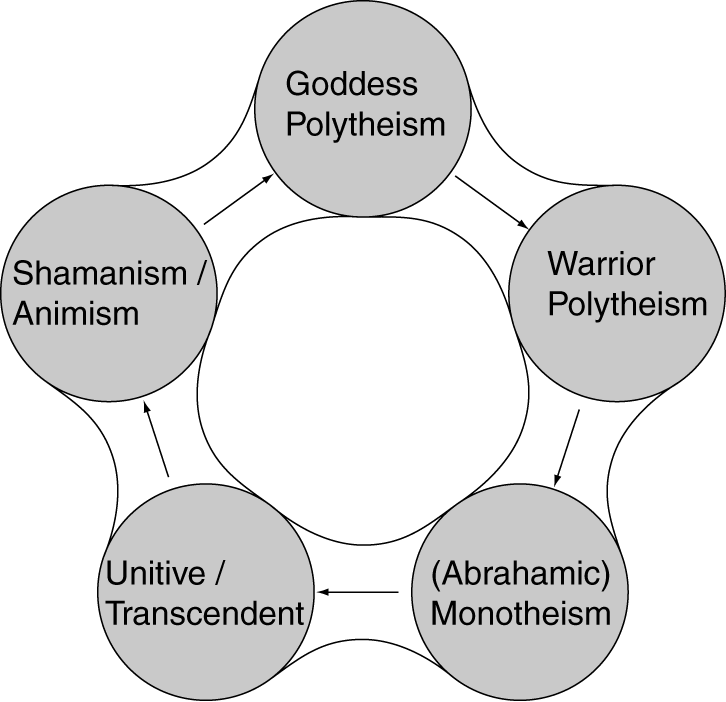 Goddess
Polytheism
Warrior
Polytheism
(Abrahamic)
Monotheism
Unitive /
Transcendent
Shamanism /
Animism